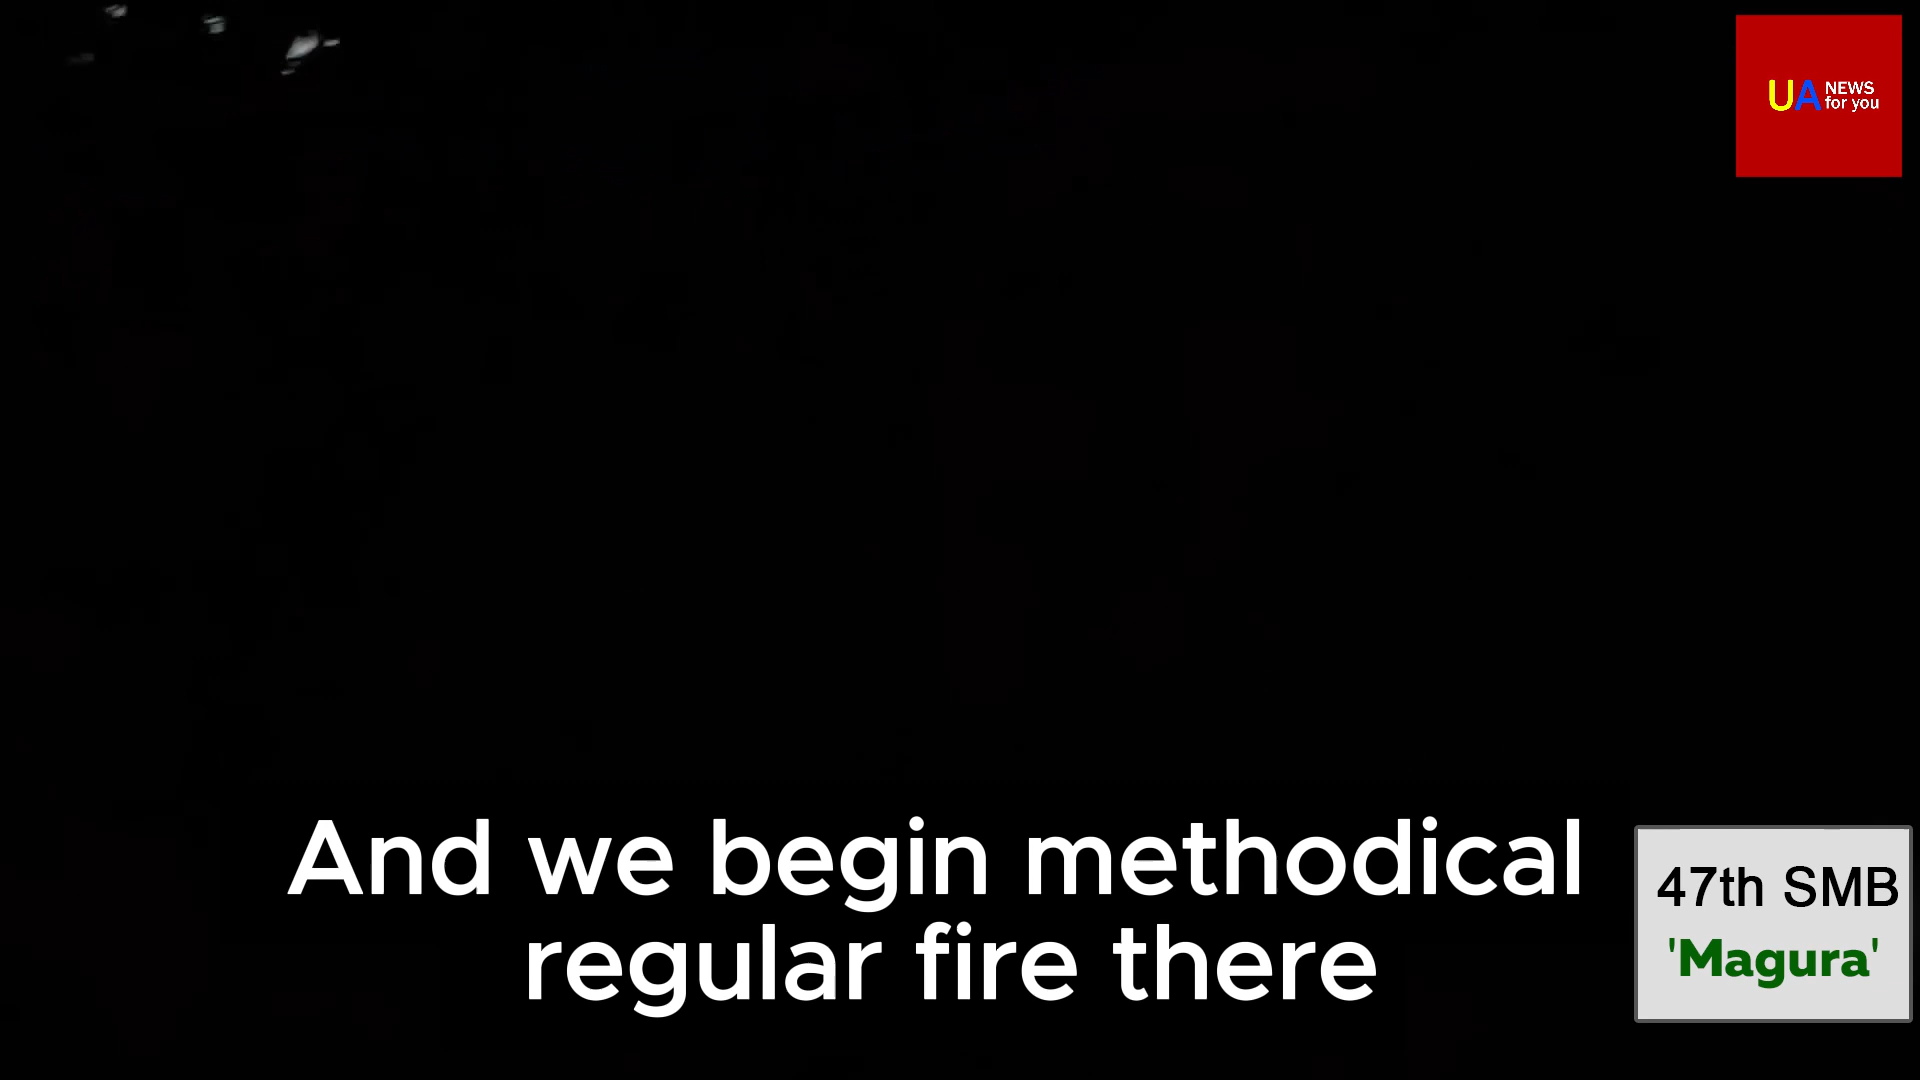 UA NEWS
for you
And we begin methodical
regular fire there
47th SMB
'Magura'